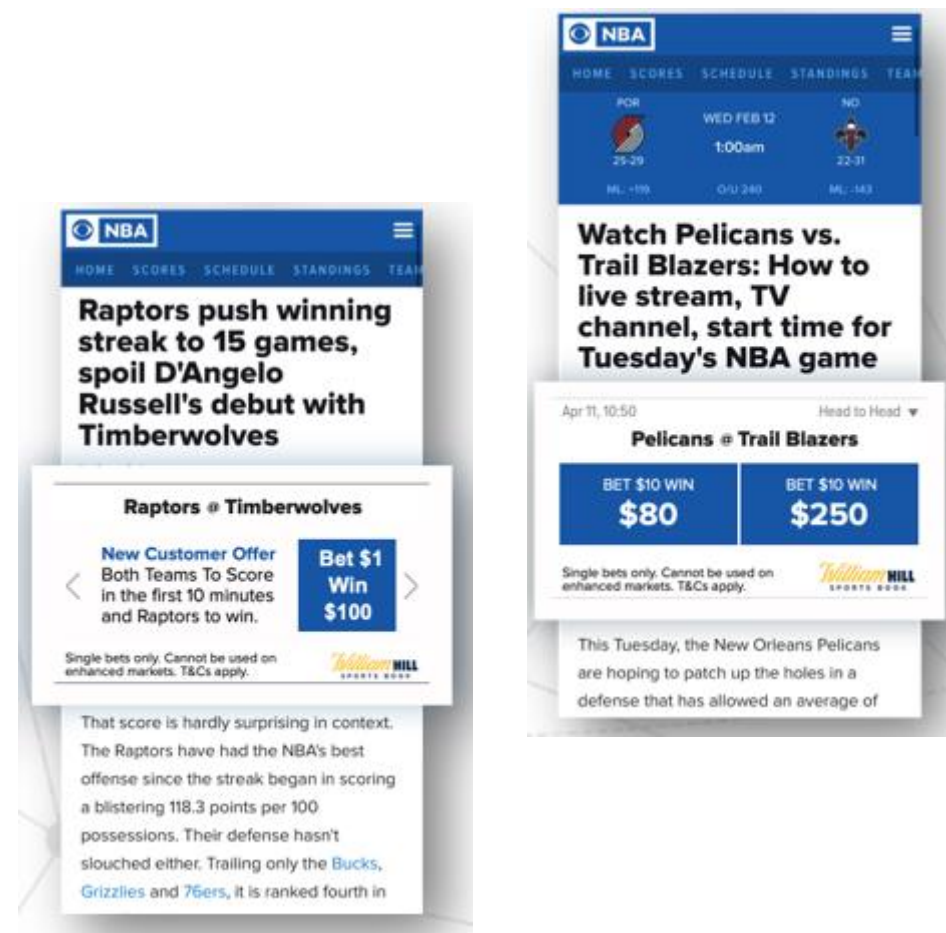 NBA
HOME SCORES SCHEDULE STANDINGS TEAM
Raptors push winning
streak to 15 games,
spoil D'Angelo
Russell's debut with
Timberwolves
Raptors @ Timberwolves
New Customer Offer
Both Teams To Score
in the first 10 minutes
and Raptors to win.
Bet $1
Win
$100
Single bets only. Cannot be used on
enhanced markets. T&Cs apply.
William HILL
SPORTS BOOK
That score is hardly surprising in context.
The Raptors have had the NBA's best
offense since the streak began in scoring
a blistering 118.3 points per 100
possessions. Their defense hasn't
slouched either. Trailing only the Bucks,
Grizzlies and 76ers, it is ranked fourth in
NBA
HOME SCORES SCHEDULE STANDINGS TEAM
POR
25-29
WED FEB 12
1:00am
NO
22-31
ML: +119
O/U 240
ML: -143
Watch Pelicans vs.
Trail Blazers: How to
live stream, TV
channel, start time for
Tuesday's NBA game
Apr 11, 10:50
Head to Head
Pelicans @ Trail Blazers
BET $10 WIN
$80
BET $10 WIN
$250
Single bets only. Cannot be used on
enhanced markets. T&Cs apply.
William HILL
SPORTS BOOK
This Tuesday, the New Orleans Pelicans
are hoping to patch up the holes in a
defense that has allowed an average of